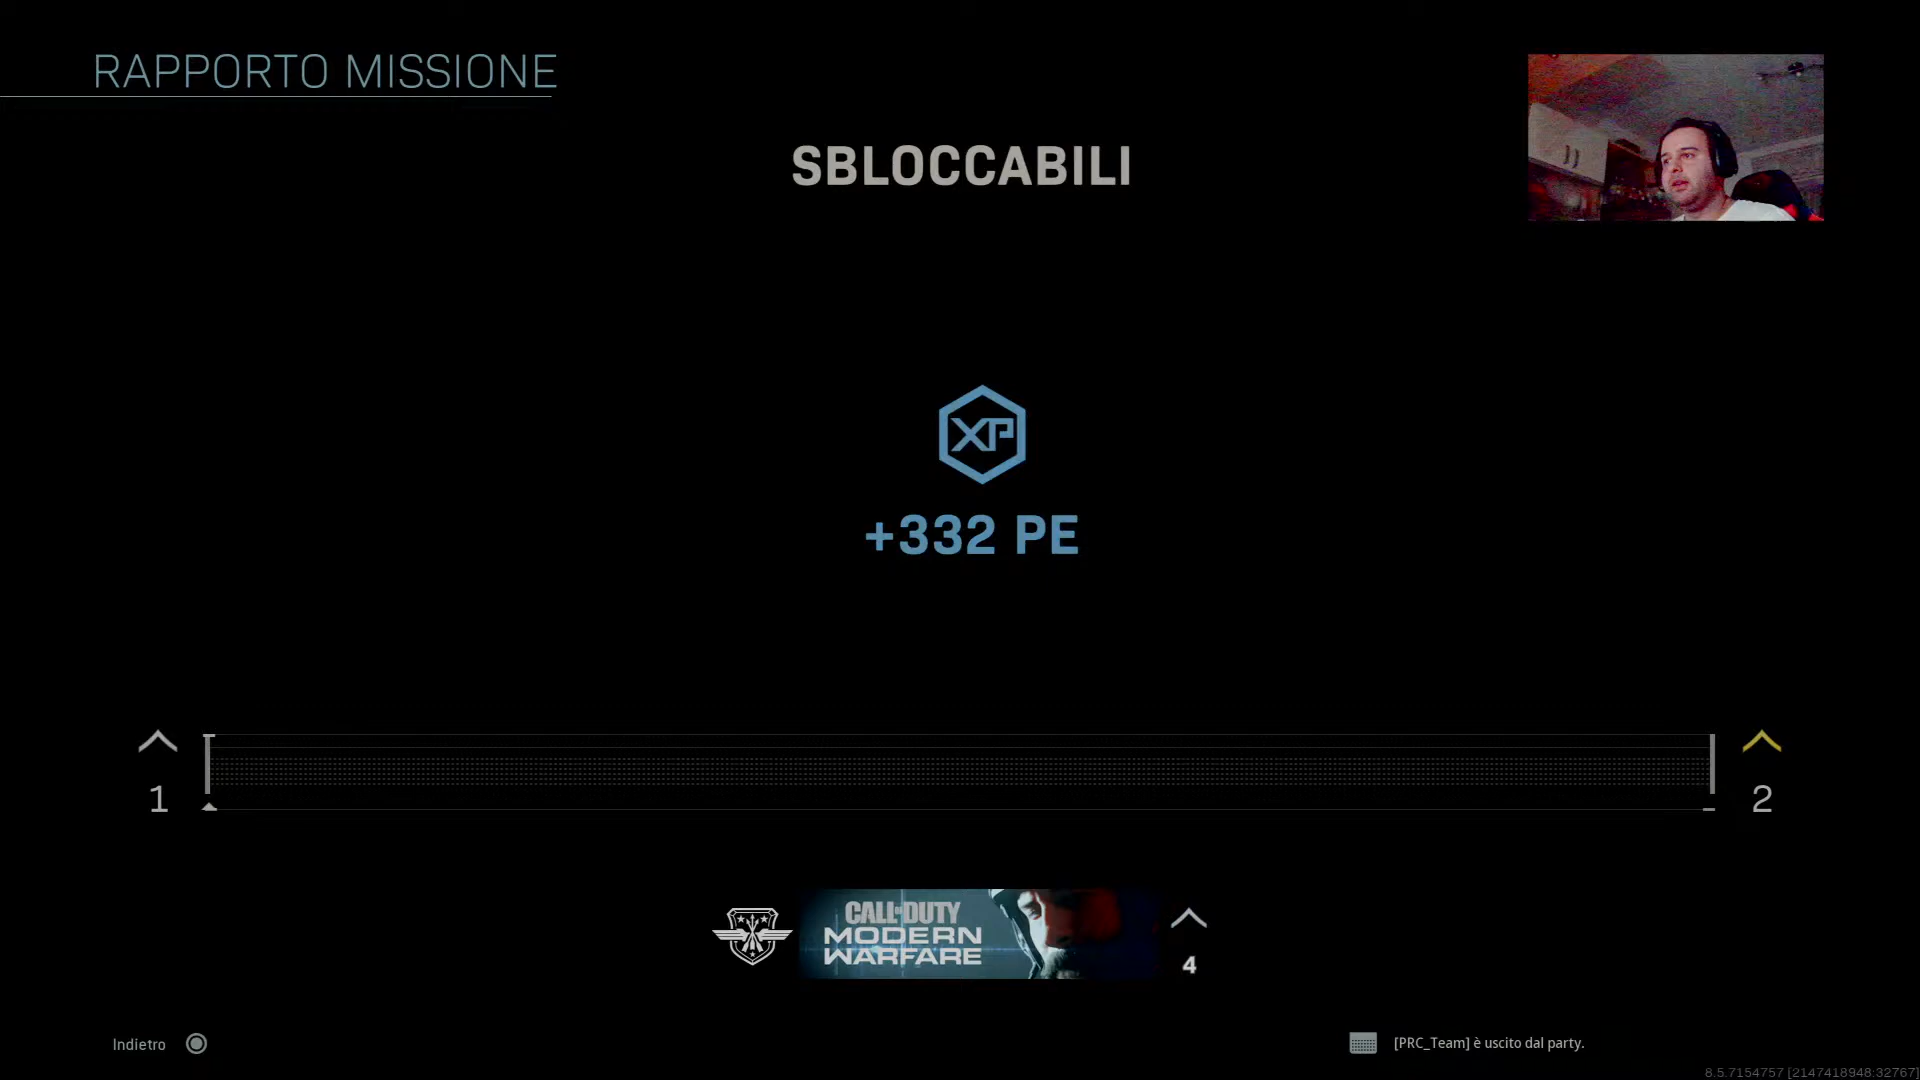 RAPPORTO MISSIONE
SBLOCCABILI
XP
+332 PE
1
2
CALL OF DUTY
MODERN
WARFARE
4
Indietro
[PRC_Team] è uscito dal party.
8.5.7154757 [2147418948:32767]